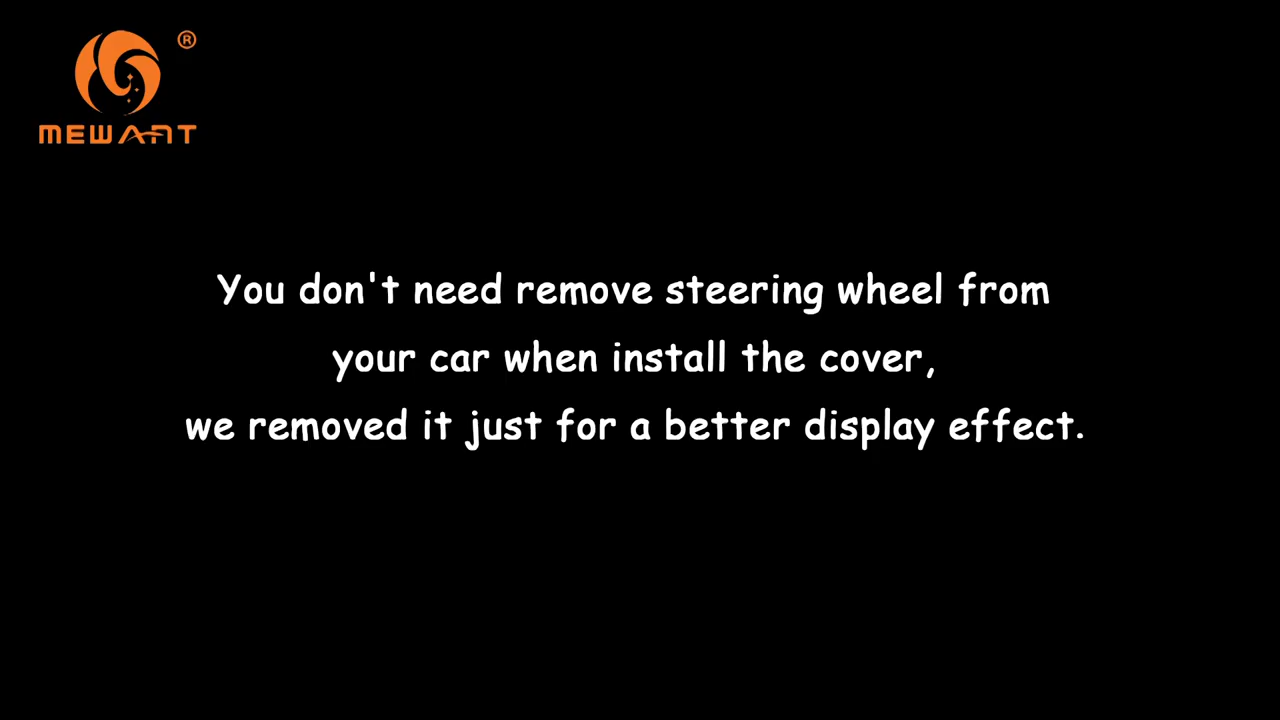 ®
MEWANT
You don't need remove steering wheel from
your car when install the cover,
we removed it just for a better display effect.